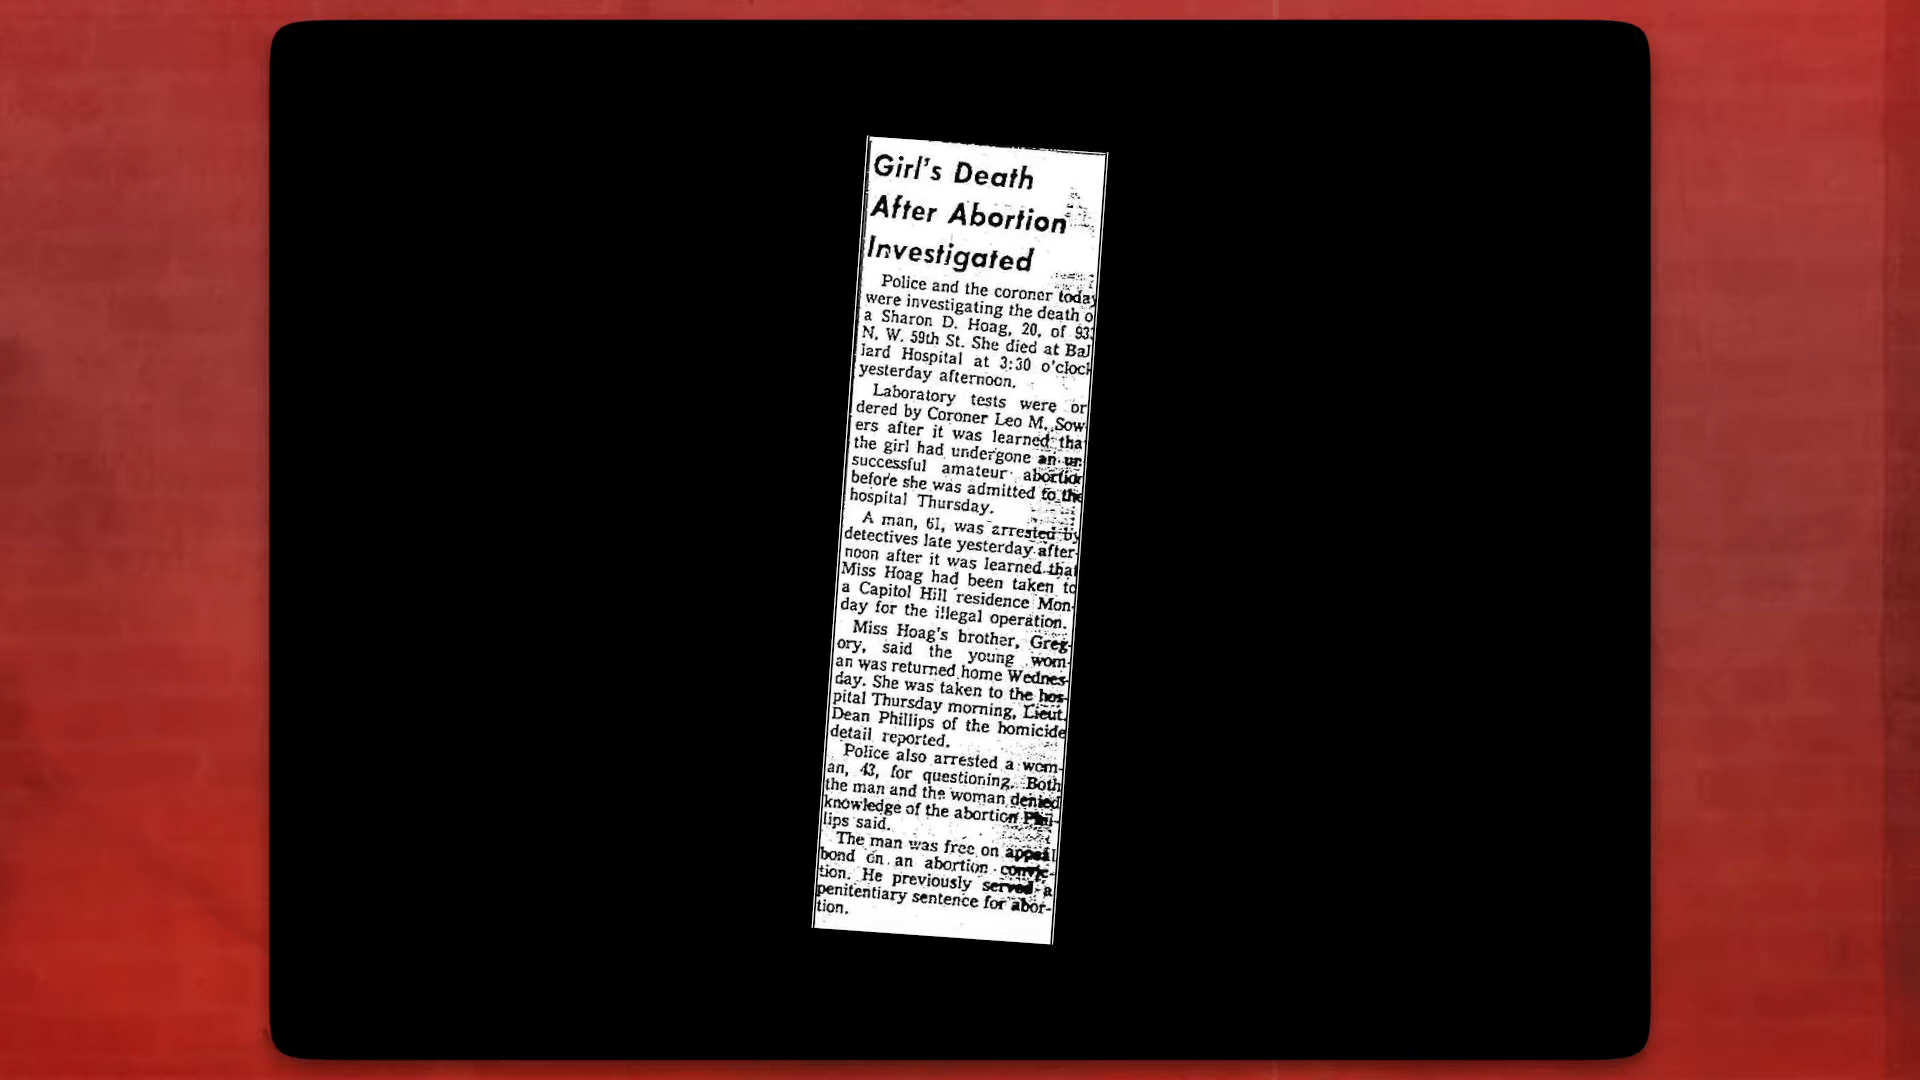 Girl's Death
After Abortion
Investigated
Police and the coroner today
were investigating the death o
a Sharon D. Hoag, 20, of 933
N. W. 59th St. She died at Bal
lard Hospital at 3:30 o'clock
yesterday afternoon.
Laboratory tests were or
dered by Coroner Leo M. Sow
ers after it was learned tha
the girl had undergone an un
successful amateur abortion
before she was admitted to the
hospital Thursday.
A man, 61, was arrested by
detectives late yesterday after-
noon after it was learned that
Miss Hoag had been taken to
a Capitol Hill residence Mon-
day for the illegal operation.
Miss Hoag's brother, Greg-
ory, said the young wom-
an was returned home Wednes-
day. She was taken to the hos-
pital Thursday morning, Lieut.
Dean Phillips of the homicide
detail reported.
Police also arrested a wom-
an, 43, for questioning. Both
the man and the woman denied
knowledge of the abortion Phil-
lips said.
The man was free on appeal
bond on an abortion convic-
tion. He previously served a
penitentiary sentence for abor-
tion.